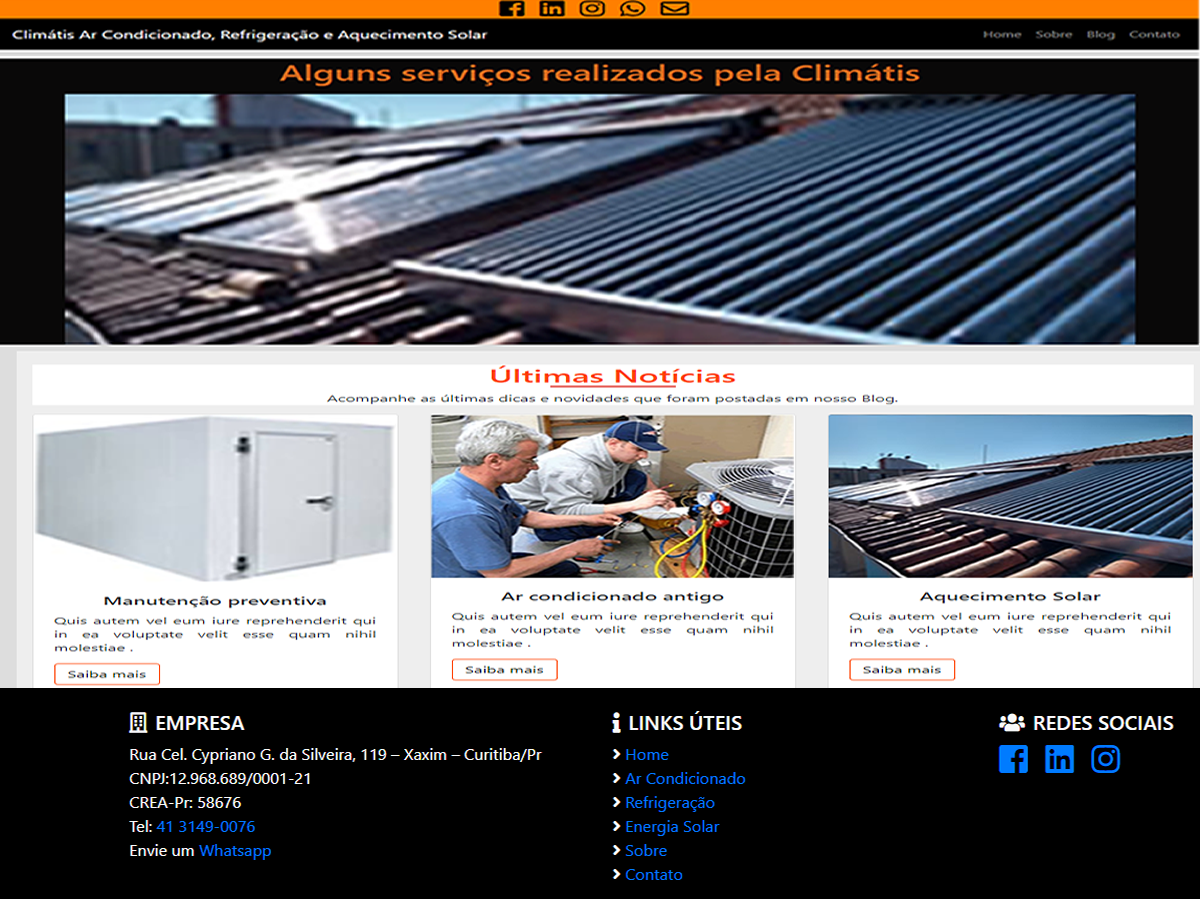 Climátis Ar Condicionado, Refrigeração e Aquecimento Solar
Home Sobre Blog Contato
Alguns serviços realizados pela Climátis
Últimas Notícias
Acompanhe as últimas dicas e novidades que foram postadas em nosso Blog.
Manutenção preventiva
Quis autem vel eum iure reprehenderit qui
in ea voluptate velit esse quam nihil
molestiae .
Saiba mais
Ar condicionado antigo
Quis autem vel eum iure reprehenderit qui
in ea voluptate velit esse quam nihil
molestiae .
Saiba mais
Aquecimento Solar
Quis autem vel eum iure reprehenderit qui
in ea voluptate velit esse quam nihil
molestiae .
Saiba mais
EMPRESA
Rua Cel. Cypriano G. da Silveira, 119 – Xaxim – Curitiba/Pr
CNPJ:12.968.689/0001-21
CREA-Pr: 58676
Tel: 41 3149-0076
Envie um Whatsapp
LINKS ÚTEIS
Home
Ar Condicionado
Refrigeração
Energia Solar
Sobre
Contato
REDES SOCIAIS